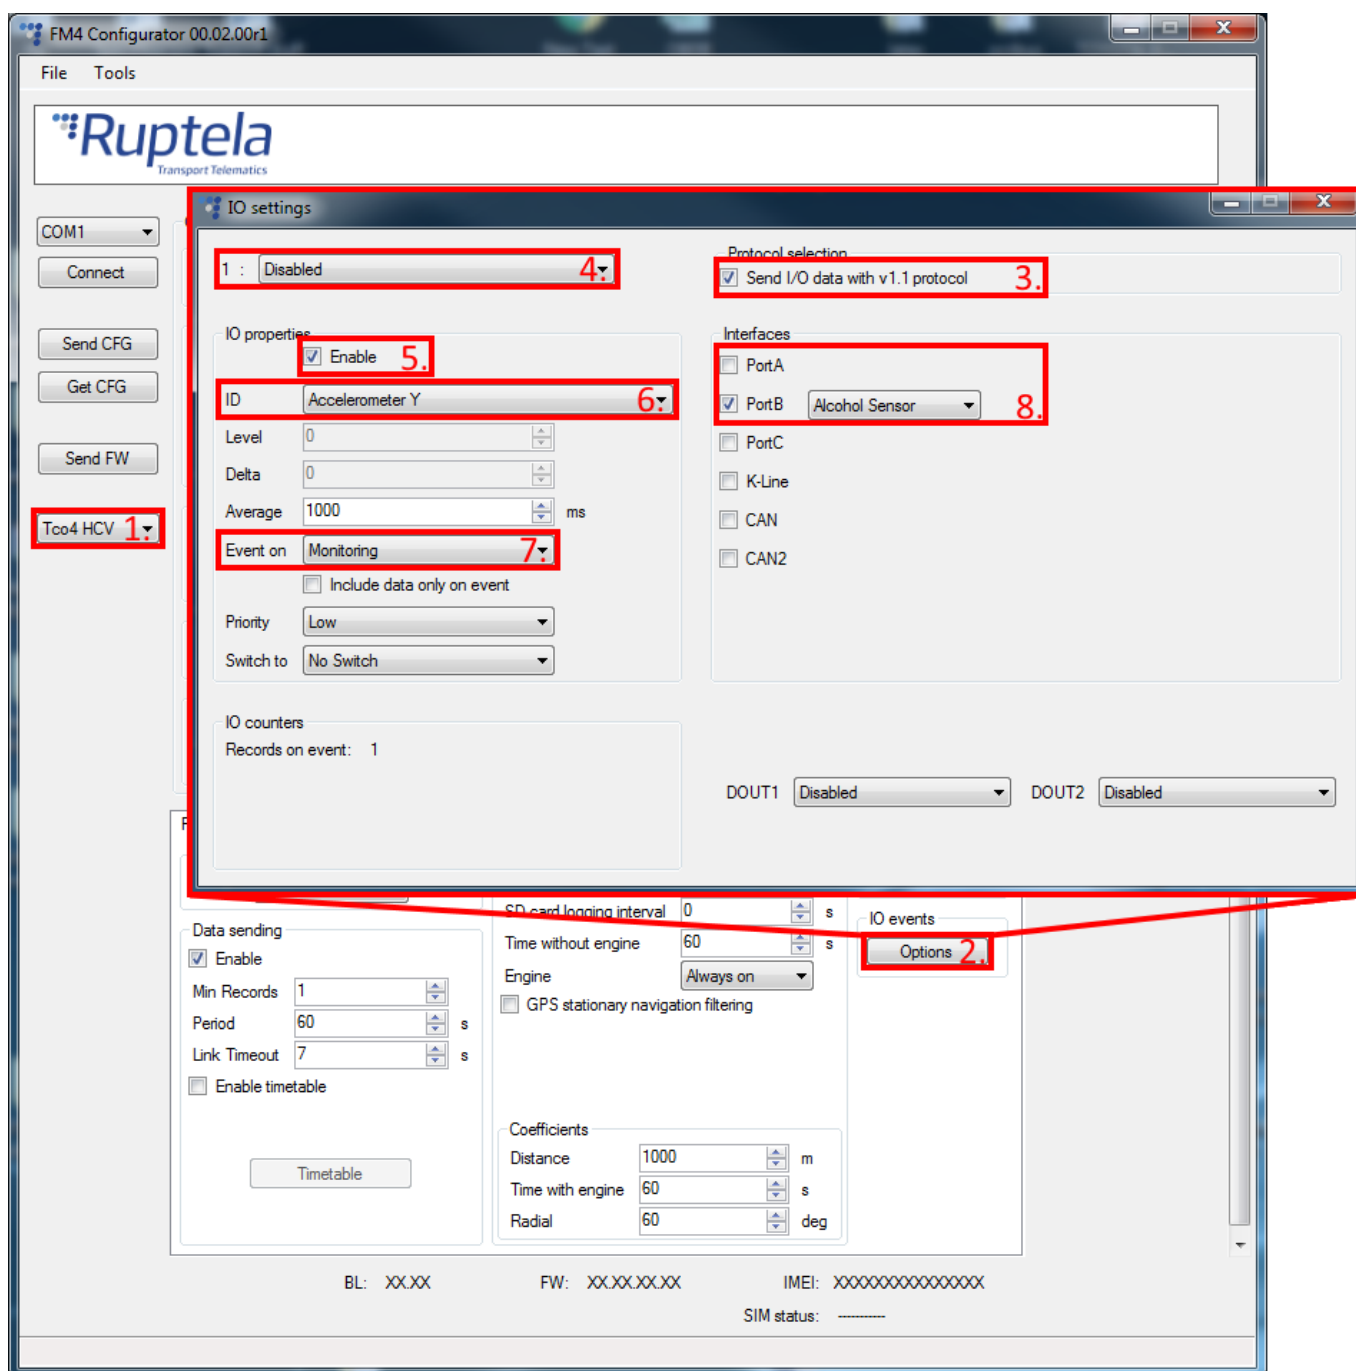 FM4 Configurator 00.02.00r1
File Tools
Ruptela
Transport Telematics
IO settings
COM1
Connect
Send CFG
Get CFG
Send FW
Tco4 HCV 1.
1 : Disabled 4.
Protocol selection
Send I/O data with v1.1 protocol 3.
IO properties
Enable 5.
ID Accelerometer Y 6.
Level 0
Delta 0
Average 1000 ms
Event on Monitoring 7.
Include data only on event
Priority Low
Switch to No Switch
Interfaces
PortA
PortB Alcohol Sensor 8.
PortC
K-Line
CAN
CAN2
IO counters
Records on event: 1
DOUT1 Disabled DOUT2 Disabled
Data sending
Enable
Min Records 1
Period 60 s
Link Timeout 7 s
Enable timetable
Timetable
SD card logging interval 0 s
Time without engine 60 s
Engine Always on
GPS stationary navigation filtering
Coefficients
Distance 1000 m
Time with engine 60 s
Radial 60 deg
IO events
Options 2.
BL: XX.XX FW: XX.XX.XX.XX IMEI: XXXXXXXXXXXXXXX
SIM status: -----------